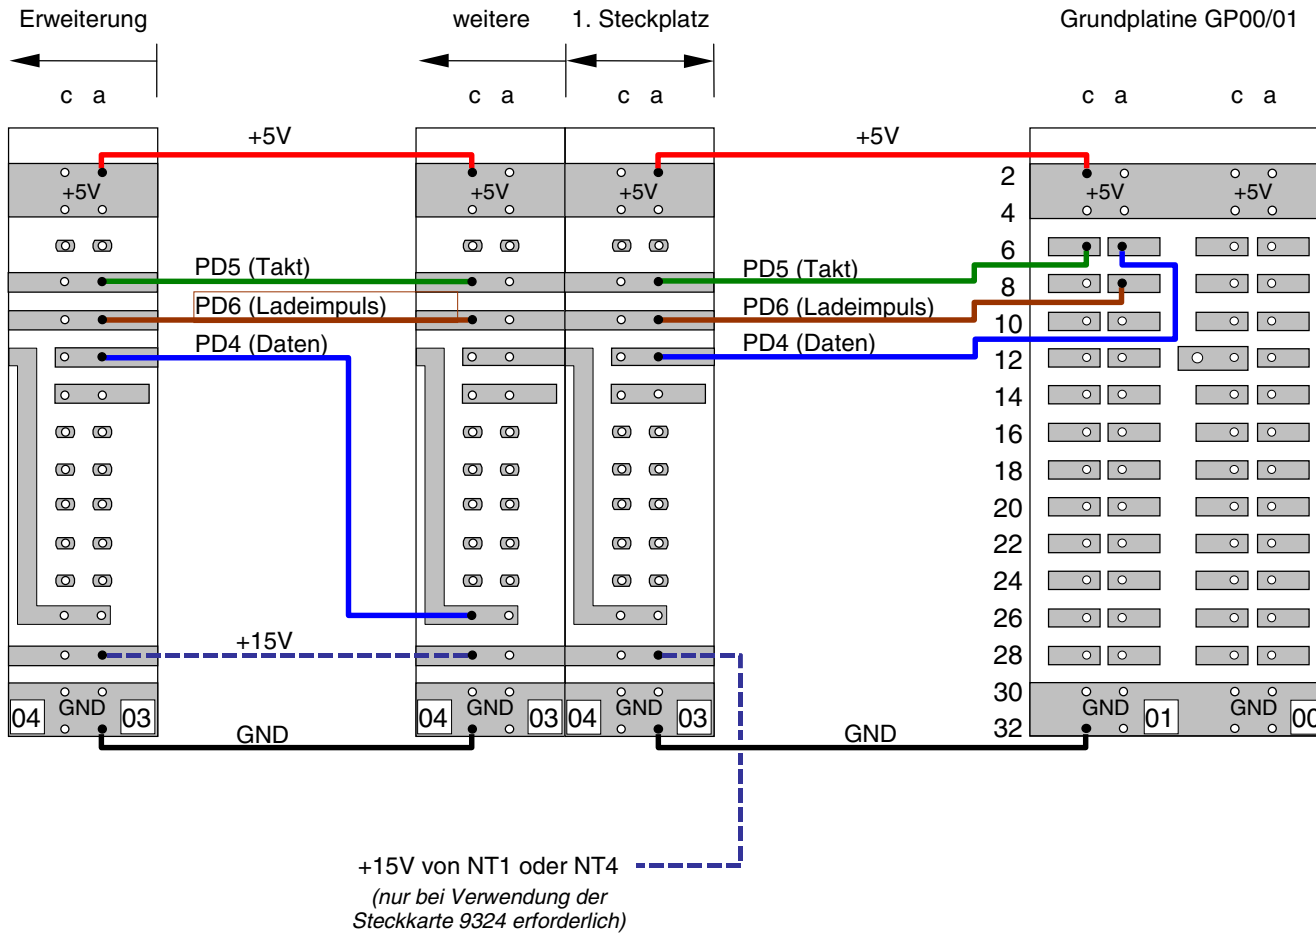 Erweiterung weitere 1. Steckplatz Grundplatine GP00/01
c a c a c a c a c a
+5V +5V
+5V +5V +5V 2 +5V +5V
4
6
PD5 (Takt) PD5 (Takt)
8
PD6 (Ladeimpuls) PD6 (Ladeimpuls)
10
PD4 (Daten) PD4 (Daten)
12
14
16
18
20
22
24
26
+15V
28
30
04 GND 03 04 GND 03 04 GND 03 GND 01 GND 00
32
GND GND
+15V von NT1 oder NT4
(nur bei Verwendung der
Steckkarte 9324 erforderlich)